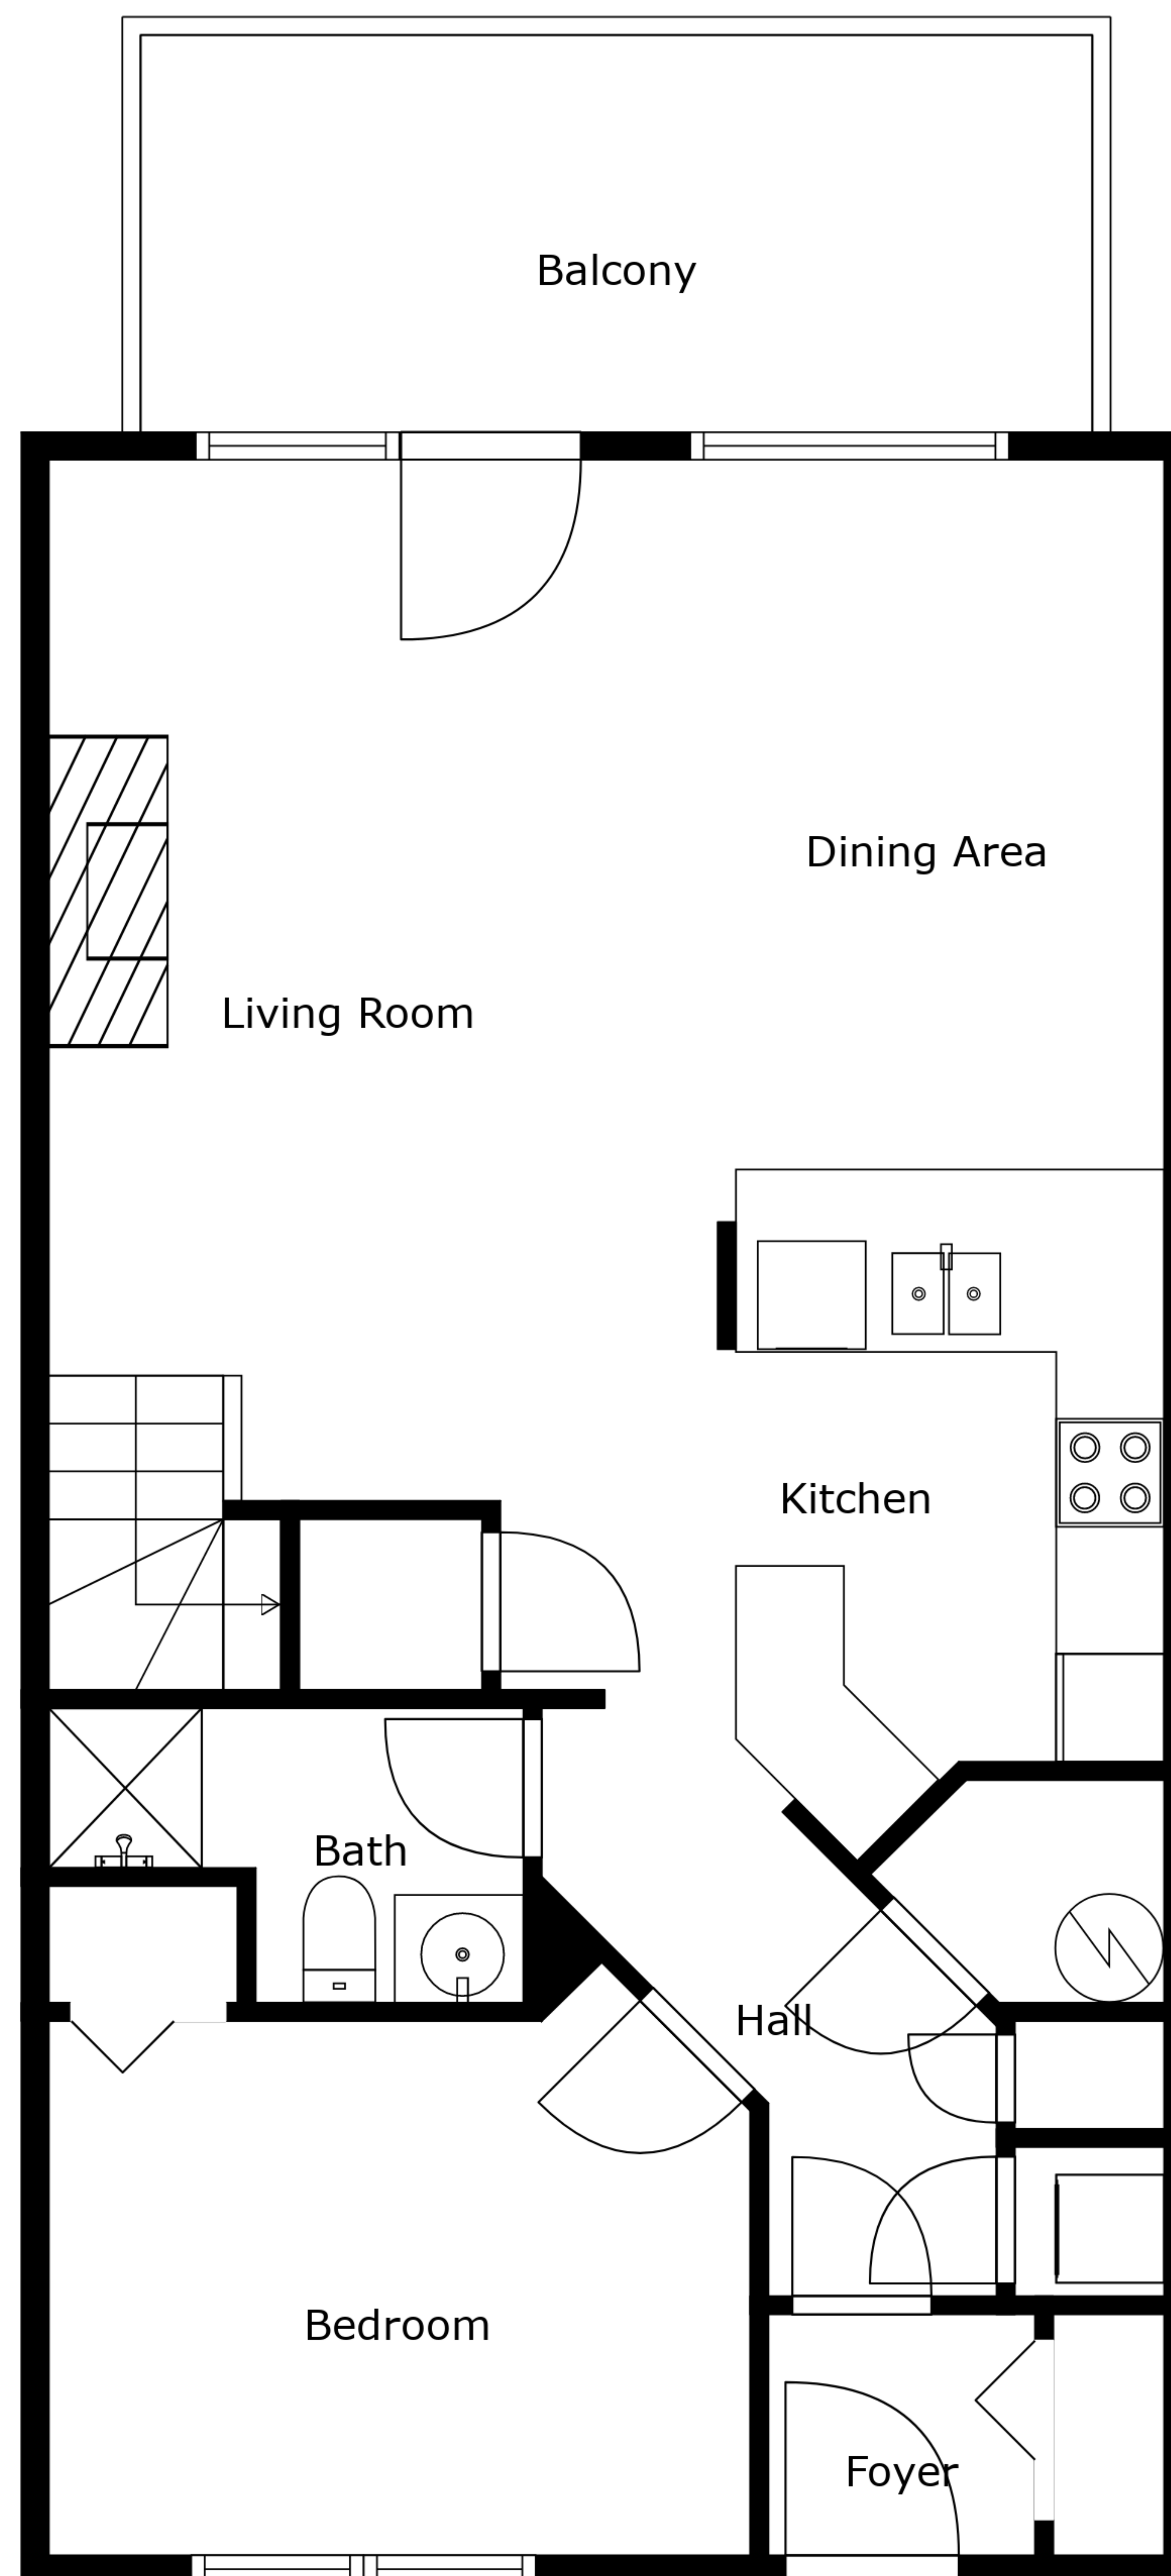 Balcony
Dining Area
Living Room
Kitchen
Bath
Hall
Bedroom
Foyer